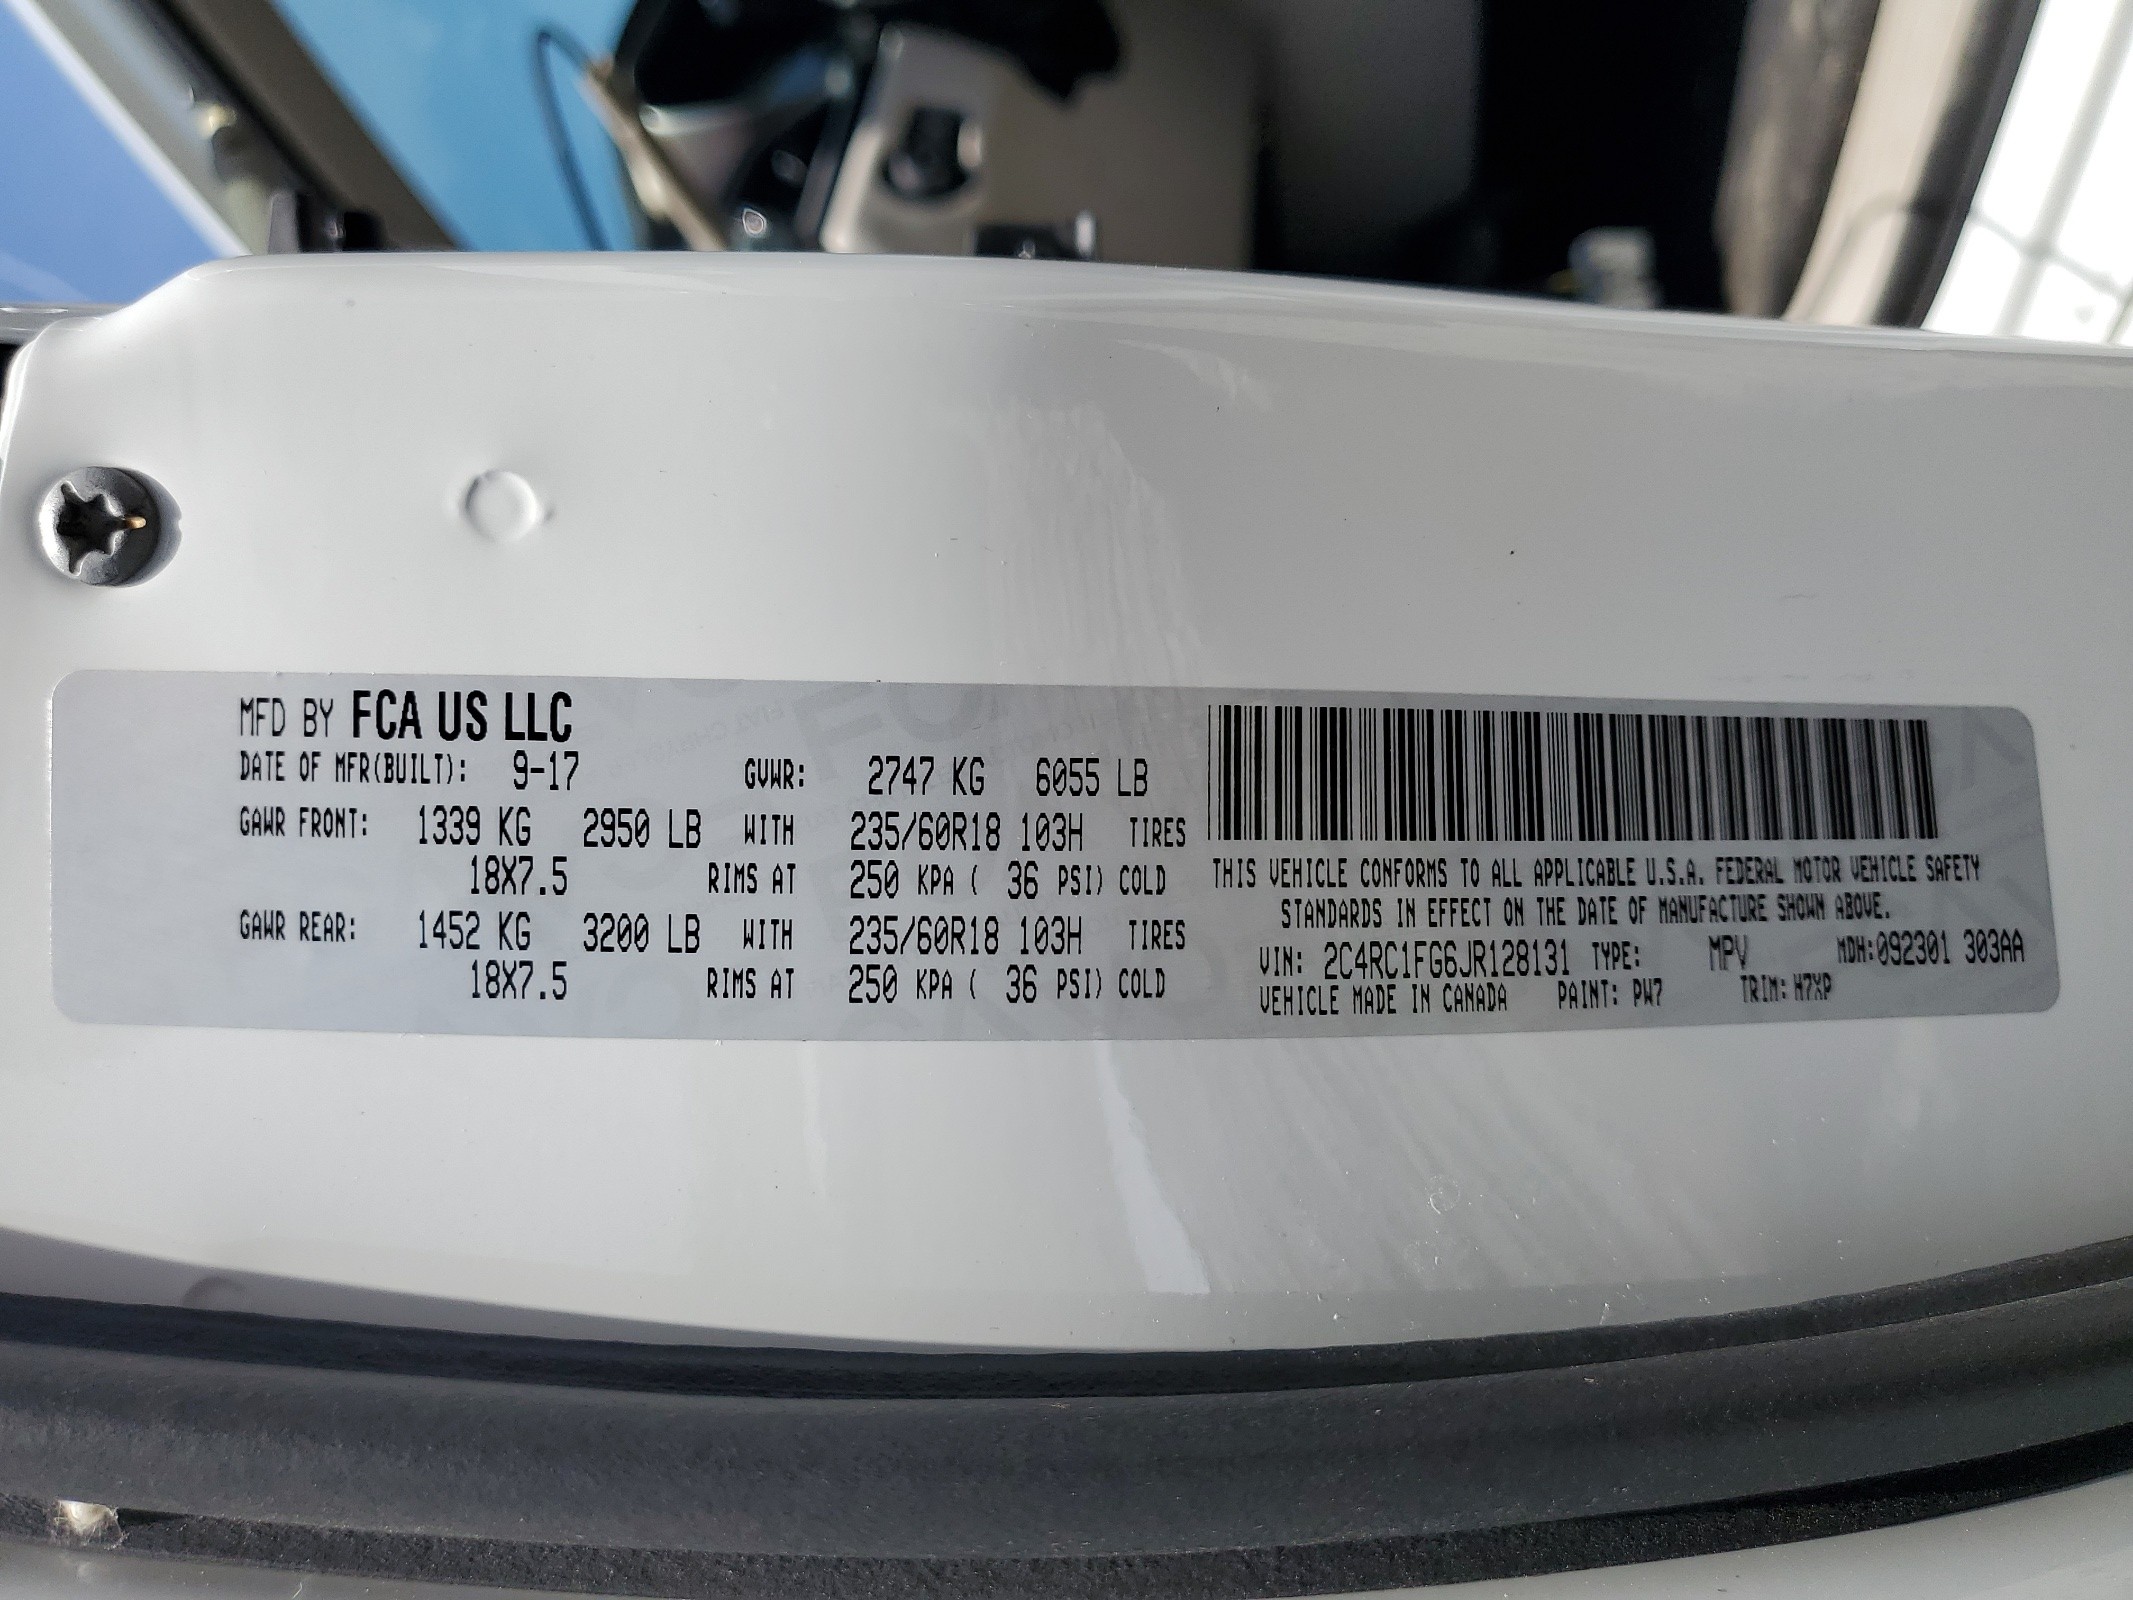 MFD BY FCA US LLC
DATE OF MFR(BUILT): 9-17 GVWR: 2747 KG 6055 LB
GAWR FRONT: 1339 KG 2950 LB WITH 235/60R18 103H TIRES
18X7.5 RIMS AT 250 KPA ( 36 PSI) COLD
GAWR REAR: 1452 KG 3200 LB WITH 235/60R18 103H TIRES
18X7.5 RIMS AT 250 KPA ( 36 PSI) COLD
THIS VEHICLE CONFORMS TO ALL APPLICABLE U.S.A. FEDERAL MOTOR VEHICLE SAFETY
STANDARDS IN EFFECT ON THE DATE OF MANUFACTURE SHOWN ABOVE.
VIN: 2C4RC1FG6JR128131 TYPE: MPV MDH:092301 303AA
VEHICLE MADE IN CANADA PAINT: PW7 TRIM: H7XP